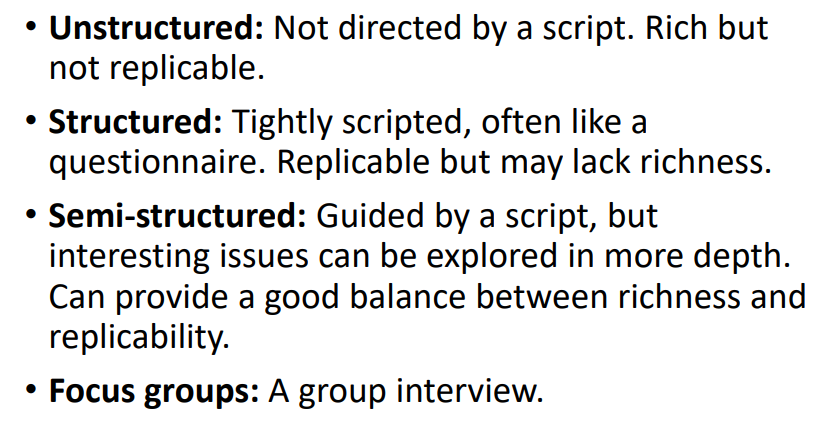 • Unstructured: Not directed by a script. Rich but
not replicable.
• Structured: Tightly scripted, often like a
questionnaire. Replicable but may lack richness.
• Semi-structured: Guided by a script, but
interesting issues can be explored in more depth.
Can provide a good balance between richness and
replicability.
• Focus groups: A group interview.